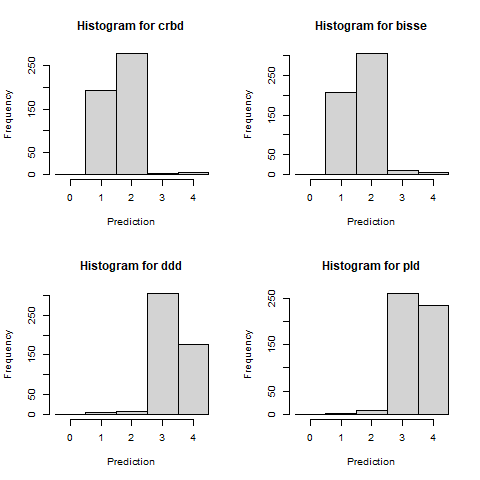 Histogram for crbd
Frequency
0
50
150
250
0 1 2 3 4
Prediction
Histogram for bisse
Frequency
0
50
150
250
0 1 2 3 4
Prediction
Histogram for ddd
Frequency
0
50
150
250
0 1 2 3 4
Prediction
Histogram for pld
Frequency
0
50
150
250
0 1 2 3 4
Prediction